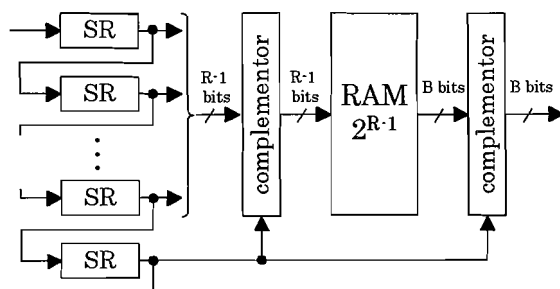 SR
SR
SR
SR
R-1
bits
complementor
R-1
bits
RAM
2^{R-1}
B bits
complementor
B bits